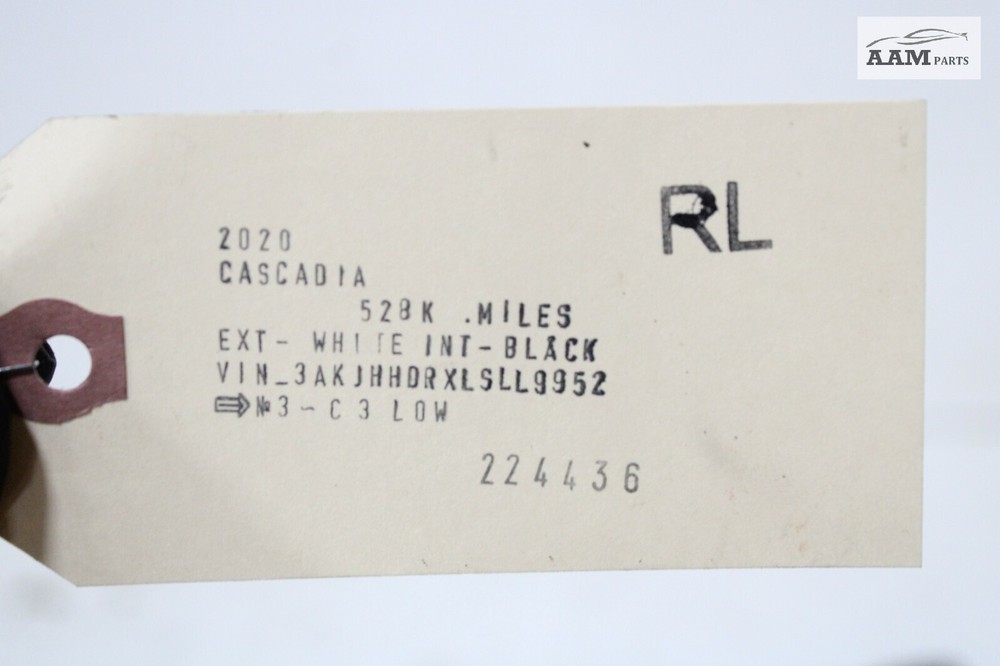 AAM PARTS
RL
2020
CASCADIA
528K .MILES
EXT- WHITE INT-BLACK
VIN_3AKJHHDRXLSLL9952
⇨№3-C3 LOW
224436